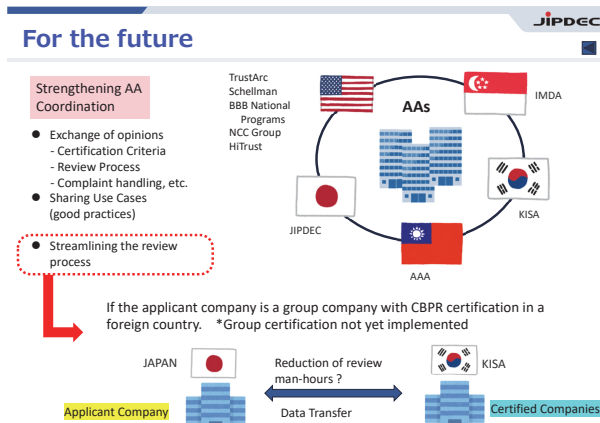 JIPDEC
For the future
Strengthening AA
Coordination
● Exchange of opinions
- Certification Criteria
- Review Process
- Complaint handling, etc.
● Sharing Use Cases
(good practices)
● Streamlining the review
process
TrustArc
Schellman
BBB National
Programs
NCC Group
HiTrust
AAs
IMDA
JIPDEC
KISA
AAA
If the applicant company is a group company with CBPR certification in a
foreign country. *Group certification not yet implemented
JAPAN
Reduction of review
man-hours ?
KISA
Applicant Company
Data Transfer
Certified Companies